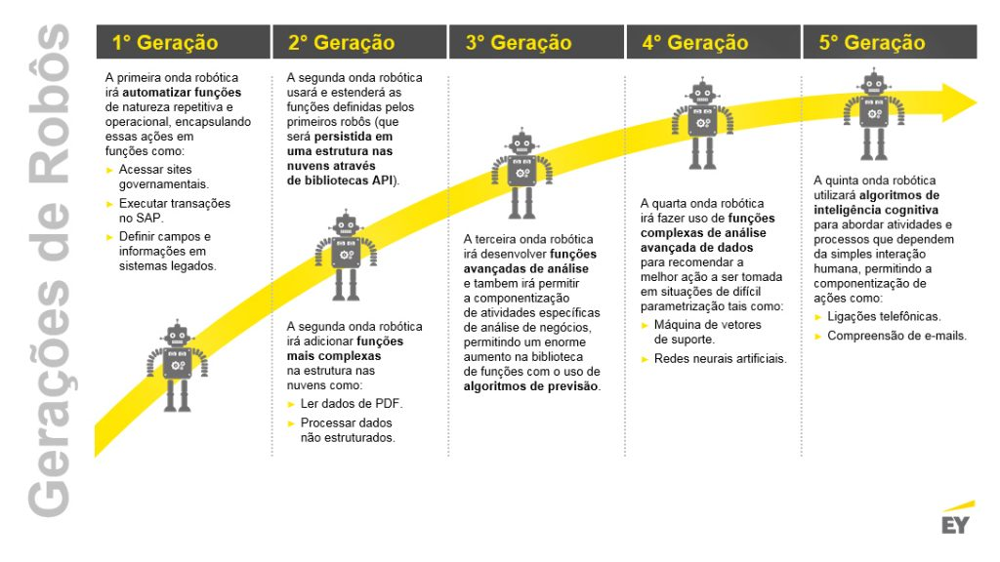 Gerações de Robôs
1° Geração
A primeira onda robótica
irá automatizar funções
de natureza repetitiva e
operacional, encapsulando
essas ações em
funções como:
► Acessar sites
governamentais.
► Executar transações
no SAP.
► Definir campos e
informações em
sistemas legados.
2° Geração
A segunda onda robótica
usará e estenderá as
funções definidas pelos
primeiros robôs (que
será persistida em
uma estrutura nas
nuvens através
de bibliotecas API).
A segunda onda robótica
irá adicionar funções
mais complexas
na estrutura nas
nuvens como:
► Ler dados de PDF.
► Processar dados
não estruturados.
3° Geração
A terceira onda robótica
irá desenvolver funções
avançadas de análise
e tambem irá permitir
a componentização
de atividades específicas
de análise de negócios,
permitindo um enorme
aumento na biblioteca
de funções com o uso de
algoritmos de previsão.
4° Geração
A quarta onda robótica
irá fazer uso de funções
complexas de análise
avançada de dados
para recomendar a
melhor ação a ser tomada
em situações de difícil
parametrização tais como:
► Máquina de vetores
de suporte.
► Redes neurais artificiais.
5° Geração
A quinta onda robótica
utilizará algoritmos de
inteligência cognitiva
para abordar atividades e
processos que dependem
da simples interação
humana, permitindo a
componentização de
ações como:
► Ligações telefônicas.
► Compreensão de e-mails.
EY